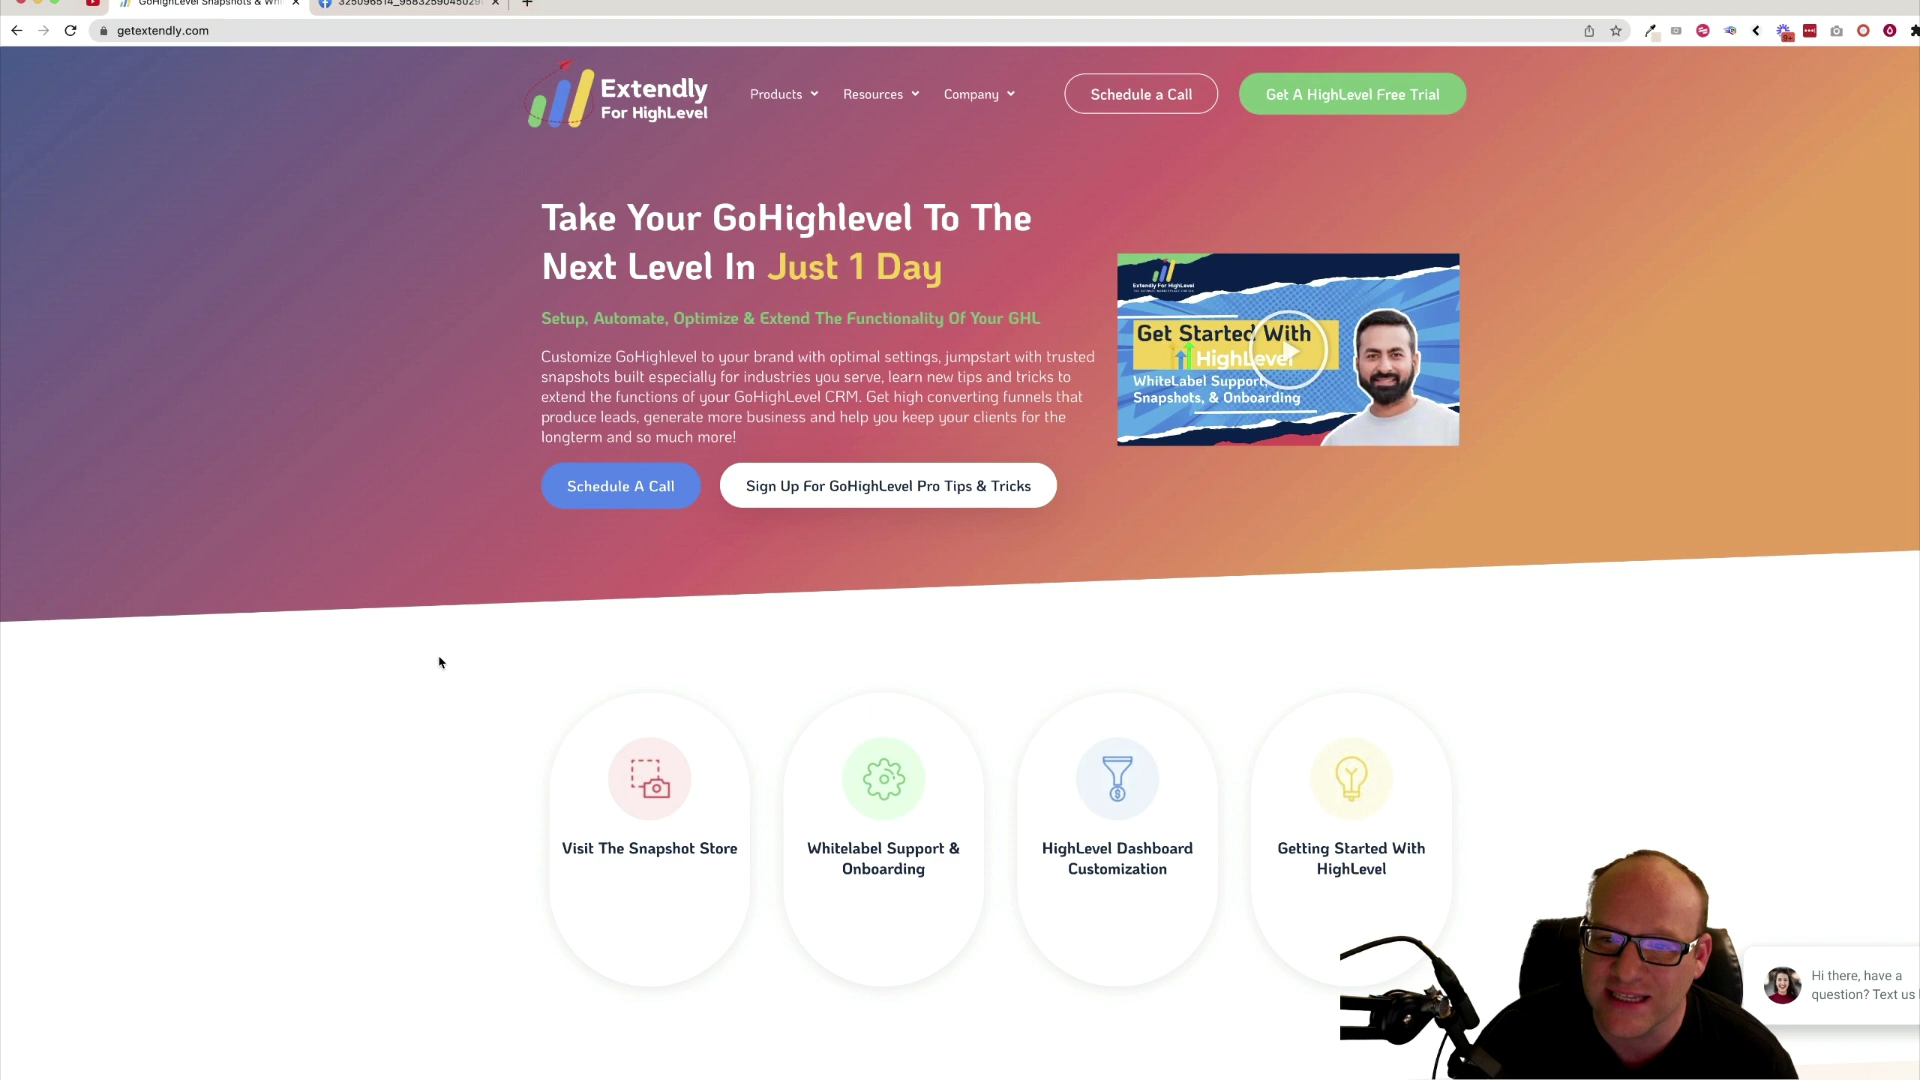 GoHighLevel Snapshots & Whi
getextendly.com
Extendly
For HighLevel
Products
Resources
Company
Schedule a Call
Get A HighLevel Free Trial
Take Your GoHighlevel To The
Next Level In Just 1 Day
Setup, Automate, Optimize & Extend The Functionality Of Your GHL
Customize GoHighlevel to your brand with optimal settings, jumpstart with trusted
snapshots built especially for industries you serve, learn new tips and tricks to
extend the functions of your GoHighLevel CRM. Get high converting funnels that
produce leads, generate more business and help you keep your clients for the
longterm and so much more!
Schedule A Call
Sign Up For GoHighLevel Pro Tips & Tricks
Extendly For HighLevel
Get Started With
HighLevel
WhiteLabel Support,
Snapshots, & Onboarding
Visit The Snapshot Store
Whitelabel Support &
Onboarding
HighLevel Dashboard
Customization
Getting Started With
HighLevel
Hi there, have a
question? Text us